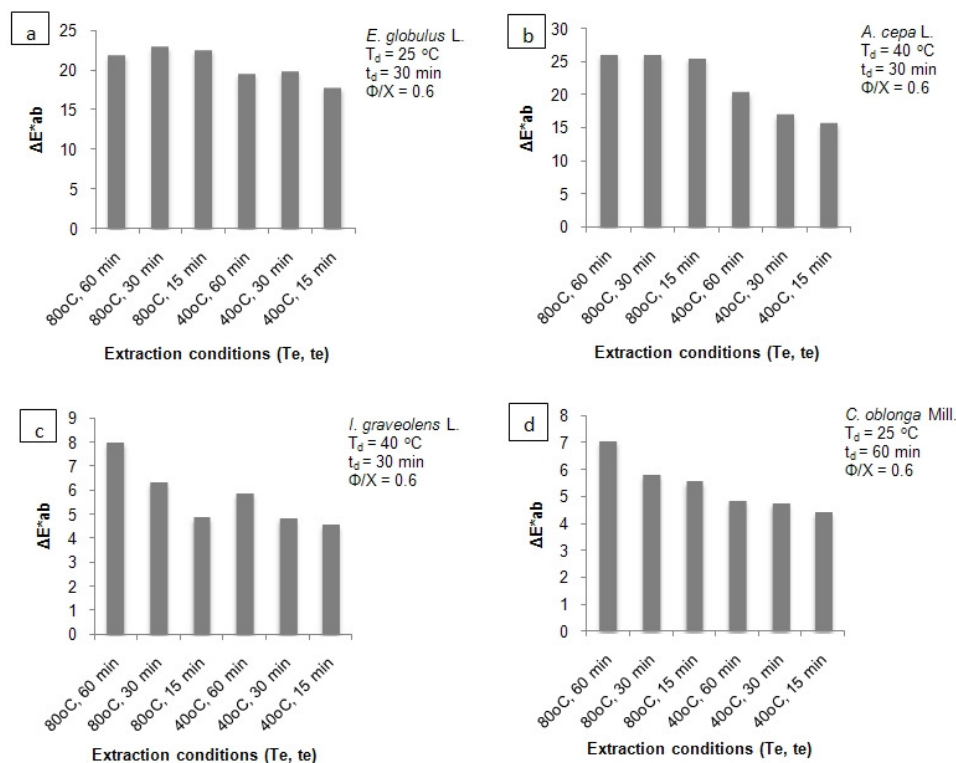 a
25
20
15
10
5
0
ΔE*ab
80oC, 60 min
80oC, 30 min
80oC, 15 min
40oC, 60 min
40oC, 30 min
40oC, 15 min
Extraction conditions (Te, te)
E. globulus L.
Td = 25 °C
td = 30 min
Φ/X = 0.6
b
30
25
20
15
10
5
0
ΔE*ab
80oC, 60 min
80oC, 30 min
80oC, 15 min
40oC, 60 min
40oC, 30 min
40oC, 15 min
Extraction conditions (Te, te)
A. cepa L.
Td = 40 °C
td = 30 min
Φ/X = 0.6
c
9
8
7
6
5
4
3
2
1
0
ΔE*ab
80oC, 60 min
80oC, 30 min
80oC, 15 min
40oC, 60 min
40oC, 30 min
40oC, 15 min
Extraction conditions (Te, te)
I. graveolens L.
Td = 40 °C
td = 30 min
Φ/X = 0.6
d
8
7
6
5
4
3
2
1
0
ΔE*ab
80oC, 60 min
80oC, 30 min
80oC, 15 min
40oC, 60 min
40oC, 30 min
40oC, 15 min
Extraction conditions (Te, te)
C. oblonga Mill.
Td = 25 °C
td = 60 min
Φ/X = 0.6